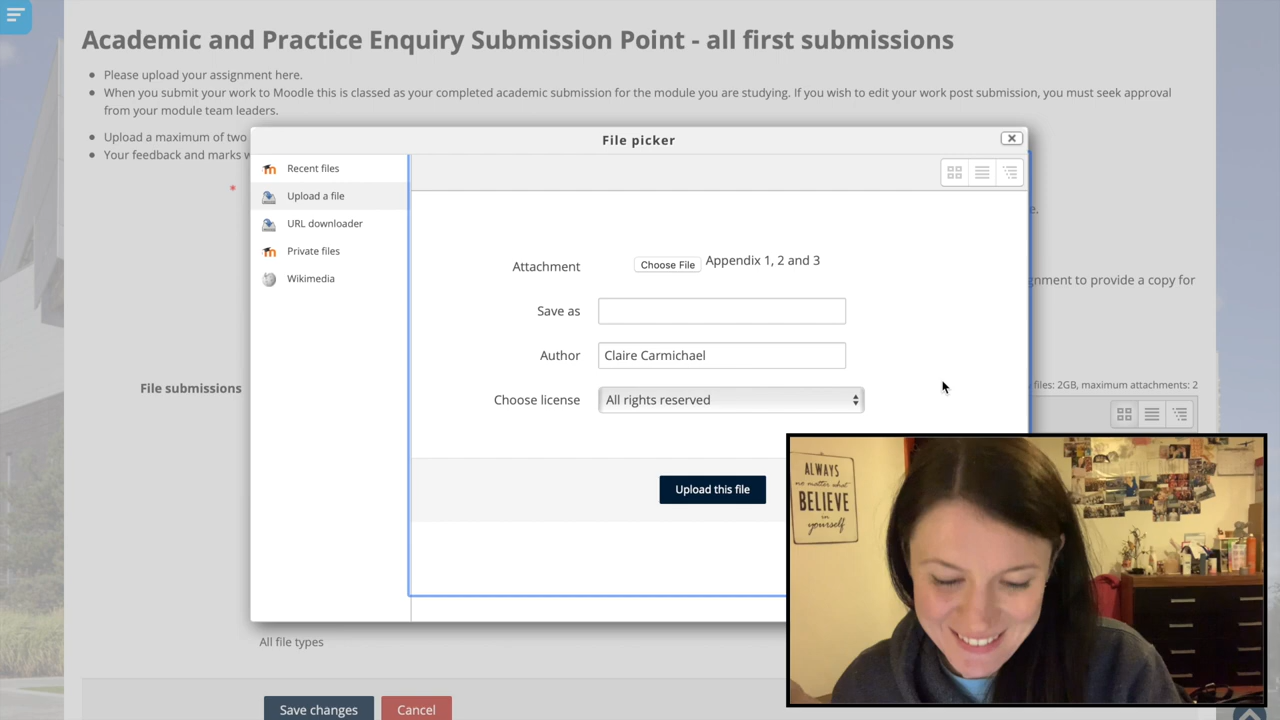 Academic and Practice Enquiry Submission Point - all first submissions
Please upload your assignment here.
When you submit your work to Moodle this is classed as your completed academic submission for the module you are studying. If you wish to edit your work post submission, you must seek approval
from your module team leaders.
Upload a maximum of two
Your feedback and marks w
File picker
Recent files
Upload a file
URL downloader
Private files
Wikimedia
*
e.
Attachment
Choose File
Appendix 1, 2 and 3
gnment to provide a copy for
Save as
Author
Claire Carmichael
File submissions
files: 2GB, maximum attachments: 2
Choose license
All rights reserved
Upload this file
ALWAYS
no matter what
BELIEVE
in
yourself
All file types
Save changes
Cancel